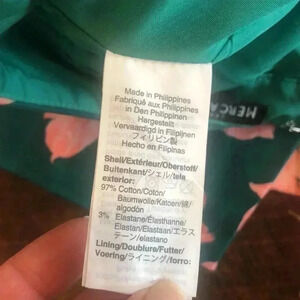 Made in Philippines
Fabriqué aux Philippines
in Den Philippinen
Hergestellt
Vervaardigd in Filipijnen
フィリピン製
Hecho en Filipinas
Shell/Extérieur/Oberstoff/
Buitenkant/シェル/tela
exterior:
97% Cotton/Coton/
Baumwolle/Katoen/綿/
algodón
3% Elastane/Élasthanne/
Elastan/Elastaan/エラス
テーン/elastano
Lining/Doublure/Futter/
Voering/ライニング/forro:
MERCA